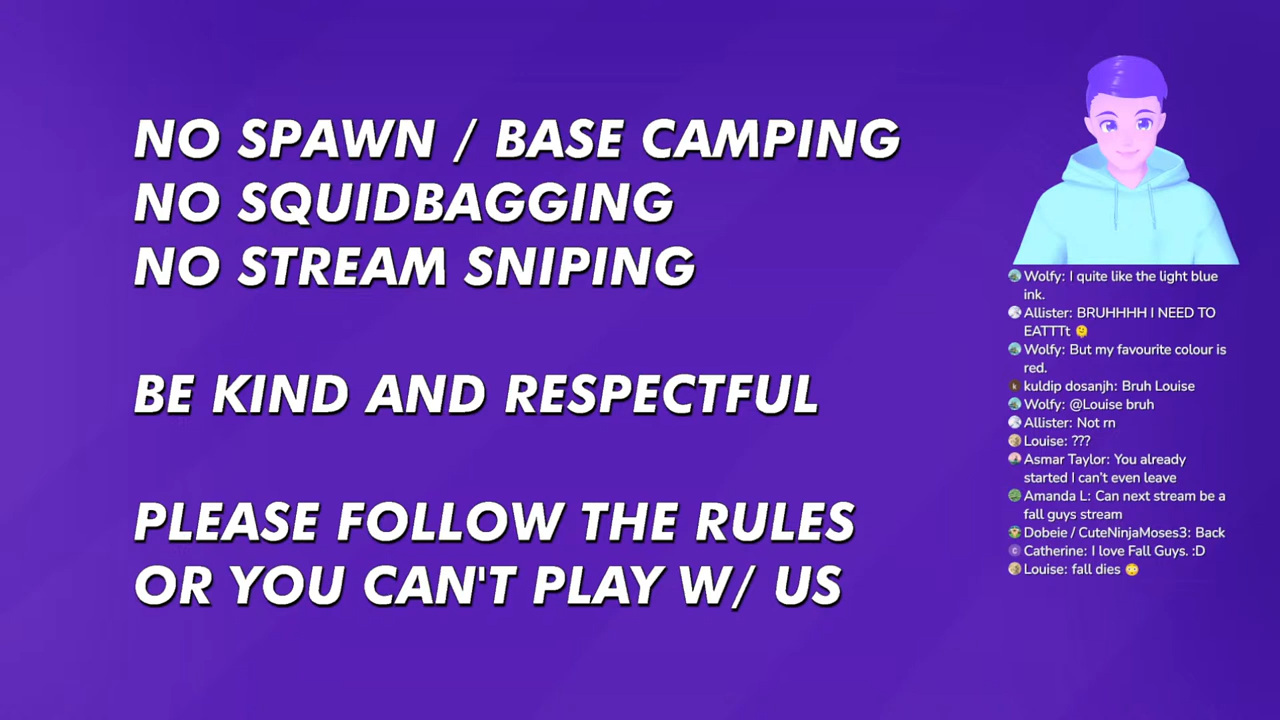 NO SPAWN / BASE CAMPING
NO SQUIDBAGGING
NO STREAM SNIPING
BE KIND AND RESPECTFUL
PLEASE FOLLOW THE RULES
OR YOU CAN'T PLAY W/ US
Wolfy: I quite like the light blue
ink.
Allister: BRUHHHH I NEED TO
EATTTt 🫠
Wolfy: But my favourite colour is
red.
kuldip dosanjh: Bruh Louise
Wolfy: @Louise bruh
Allister: Not rn
Louise: ???
Asmar Taylor: You already
started I can't even leave
Amanda L: Can next stream be a
fall guys stream
Dobeie / CuteNinjaMoses3: Back
Catherine: I love Fall Guys. :D
Louise: fall dies 😳